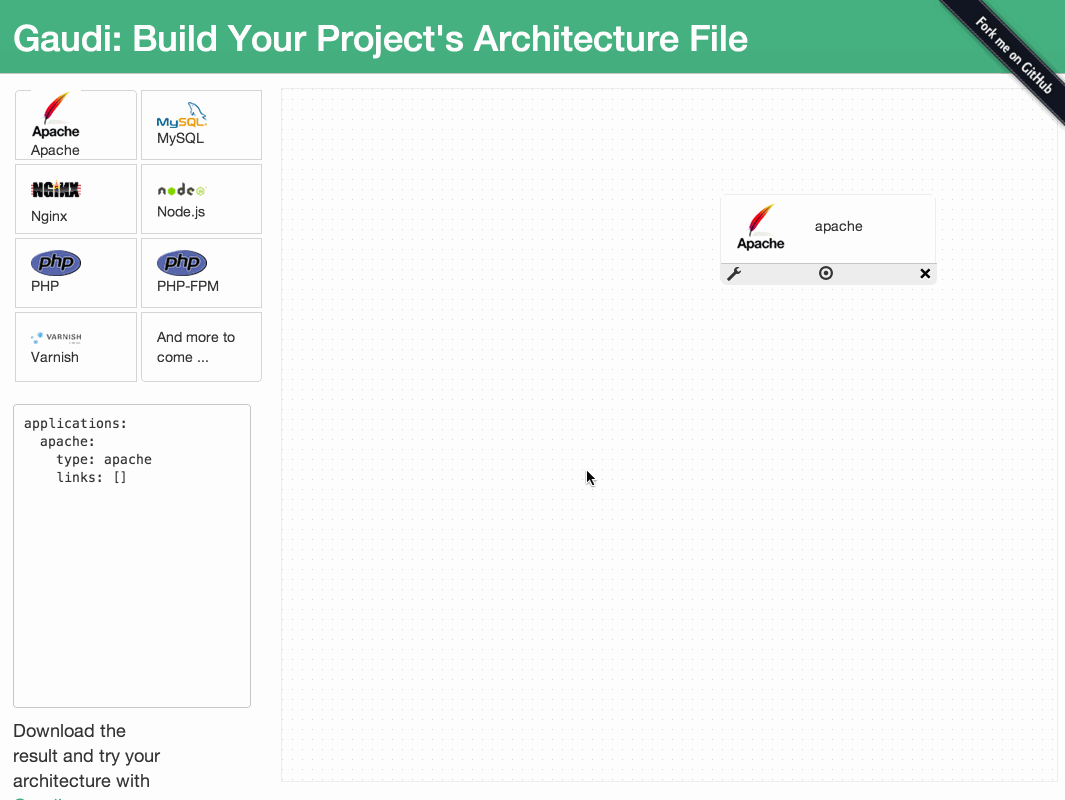 Gaudi: Build Your Project's Architecture File
Fork me on GitHub
Apache
Apache
MySQL
MySQL
NGINX
Nginx
node
Node.js
php
PHP
php
PHP-FPM
VARNISH
Varnish
And more to
come ...
Apache
apache
applications:
  apache:
    type: apache
    links: []
Download the
result and try your
architecture with